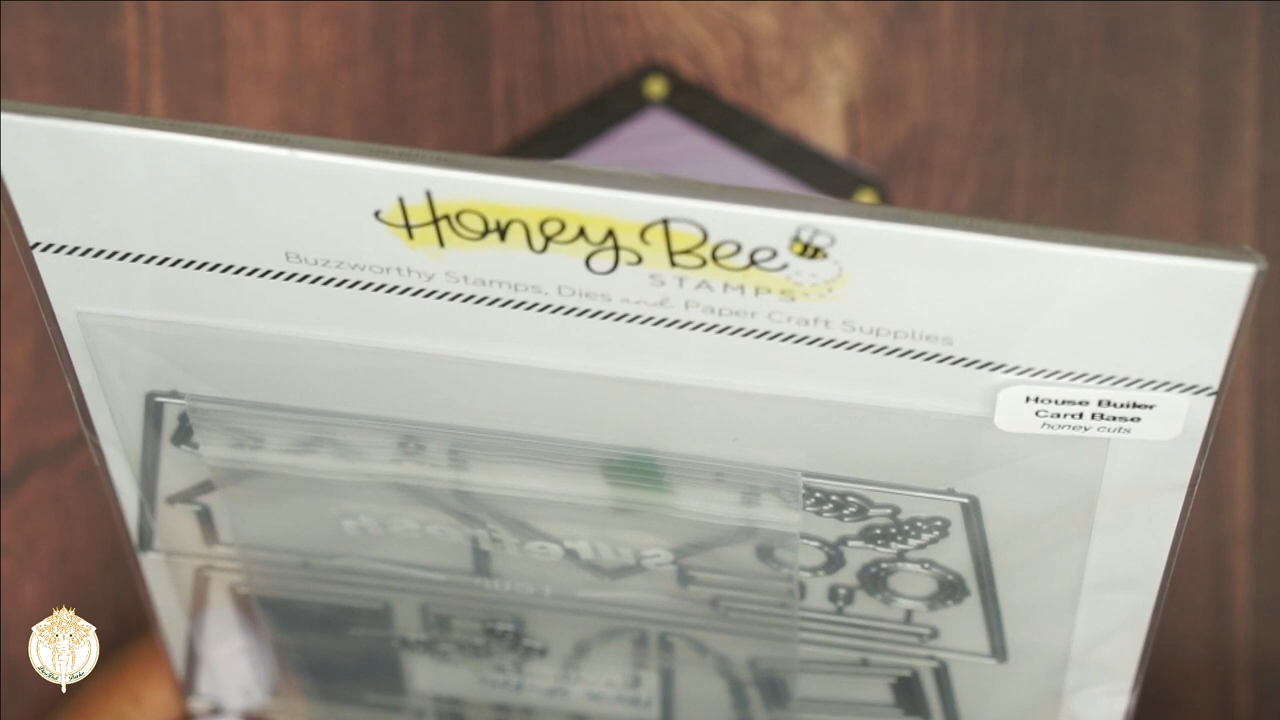 Honey Bee
STAMPS
Buzzworthy Stamps, Dies and Paper Craft Supplies
House Builer
Card Base
honey cuts